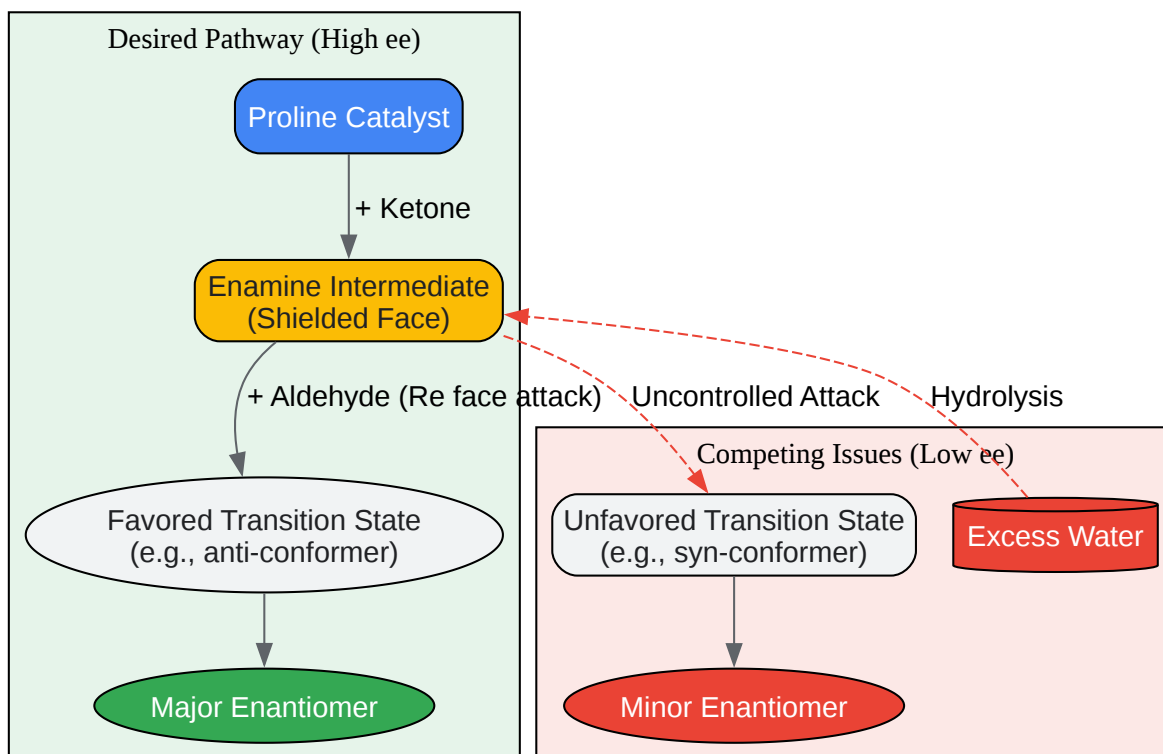 Desired Pathway (High ee)
Proline Catalyst
+ Ketone
Enamine Intermediate
(Shielded Face)
+ Aldehyde (Re face attack)
Uncontrolled Attack
Hydrolysis
Competing Issues (Low ee)
Favored Transition State
(e.g., anti-conformer)
Unfavored Transition State
(e.g., syn-conformer)
Excess Water
Major Enantiomer
Minor Enantiomer